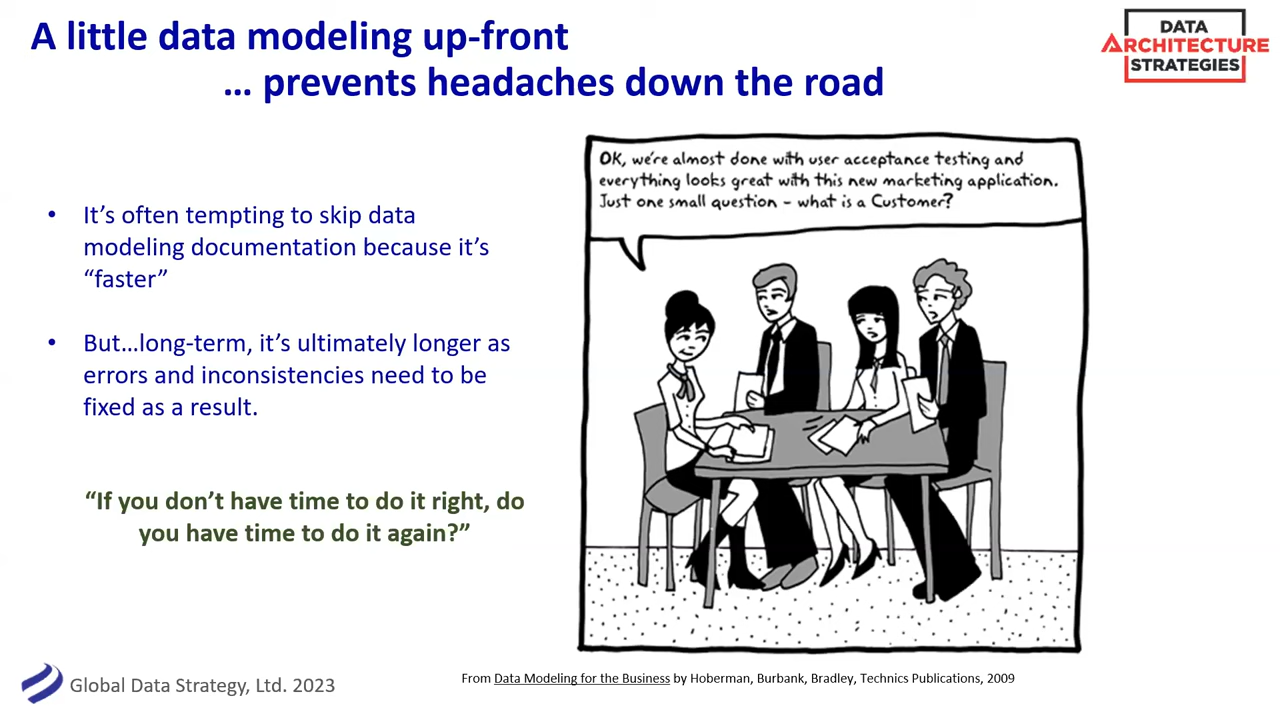 A little data modeling up-front
… prevents headaches down the road
DATA
ARCHITECTURE
STRATEGIES
• It’s often tempting to skip data
modeling documentation because it’s
“faster”
• But…long-term, it’s ultimately longer as
errors and inconsistencies need to be
fixed as a result.
“If you don’t have time to do it right, do
you have time to do it again?”
OK, we're almost done with user acceptance testing and
everything looks great with this new marketing application.
Just one small question - what is a Customer?
Global Data Strategy, Ltd. 2023
From Data Modeling for the Business by Hoberman, Burbank, Bradley, Technics Publications, 2009